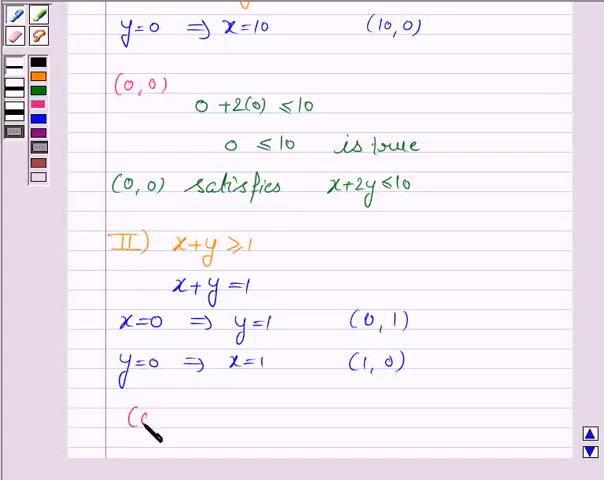 y=0 ⇒ x=10 (10, 0)
(0, 0)
0 +2(0) ≤ 10
0 ≤ 10 is true
(0, 0) satisfies x+2y ≤ 10
II) x+y ≥ 1
x+y = 1
x=0 ⇒ y=1 (0, 1)
y=0 ⇒ x=1 (1, 0)
(